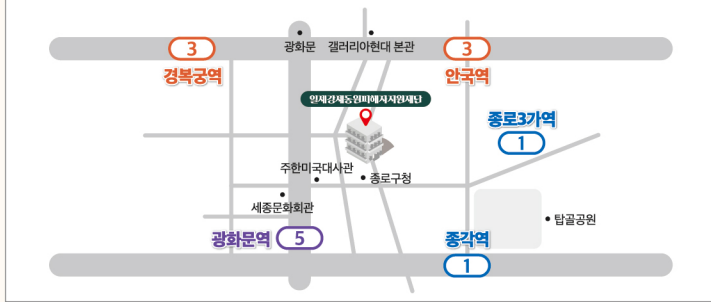 광화문
갤러리아현대 본관
3
경복궁역
3
안국역
일제강제동원피해자지원재단
종로3가역
1
주한미국대사관
종로구청
세종문화회관
탑골공원
광화문역 5
종각역
1